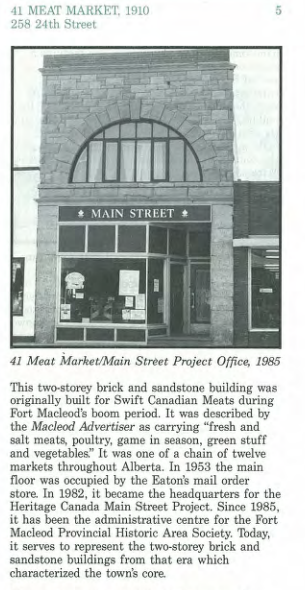 41 MEAT MARKET, 1910 5
258 24th Street
MAIN STREET
41 Meat Market/Main Street Project Office, 1985
This two-storey brick and sandstone building was
originally built for Swift Canadian Meats during
Fort Macleod's boom period. It was described by
the Macleod Advertiser as carrying "fresh and
salt meats, poultry, game in season, green stuff
and vegetables." It was one of a chain of twelve
markets throughout Alberta. In 1953 the main
floor was occupied by the Eaton's mail order
store. In 1982, it became the headquarters for the
Heritage Canada Main Street Project. Since 1985,
it has been the administrative centre for the Fort
Macleod Provincial Historic Area Society. Today,
it serves to represent the two-storey brick and
sandstone buildings from that era which
characterized the town's core.